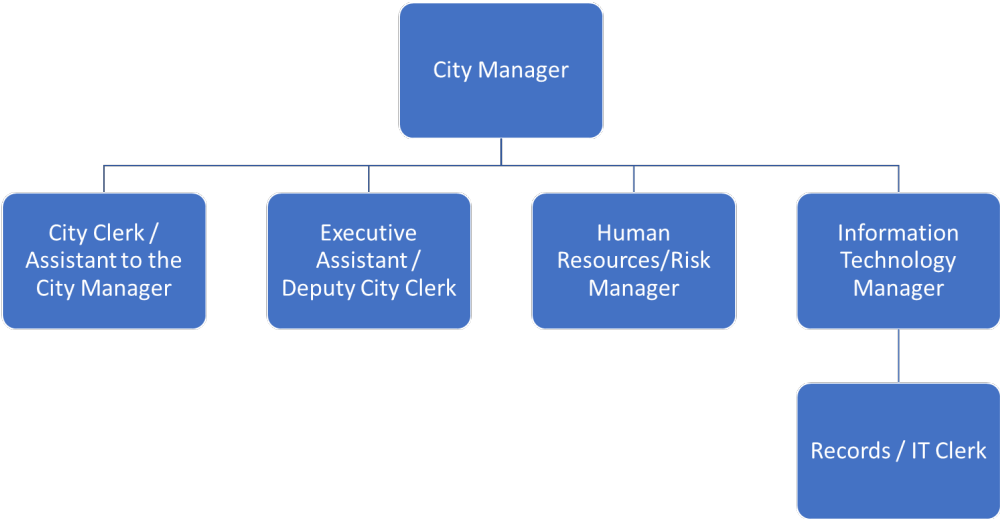 City Manager
City Clerk /
Assistant to the
City Manager
Executive
Assistant /
Deputy City Clerk
Human
Resources/Risk
Manager
Information
Technology
Manager
Records / IT Clerk